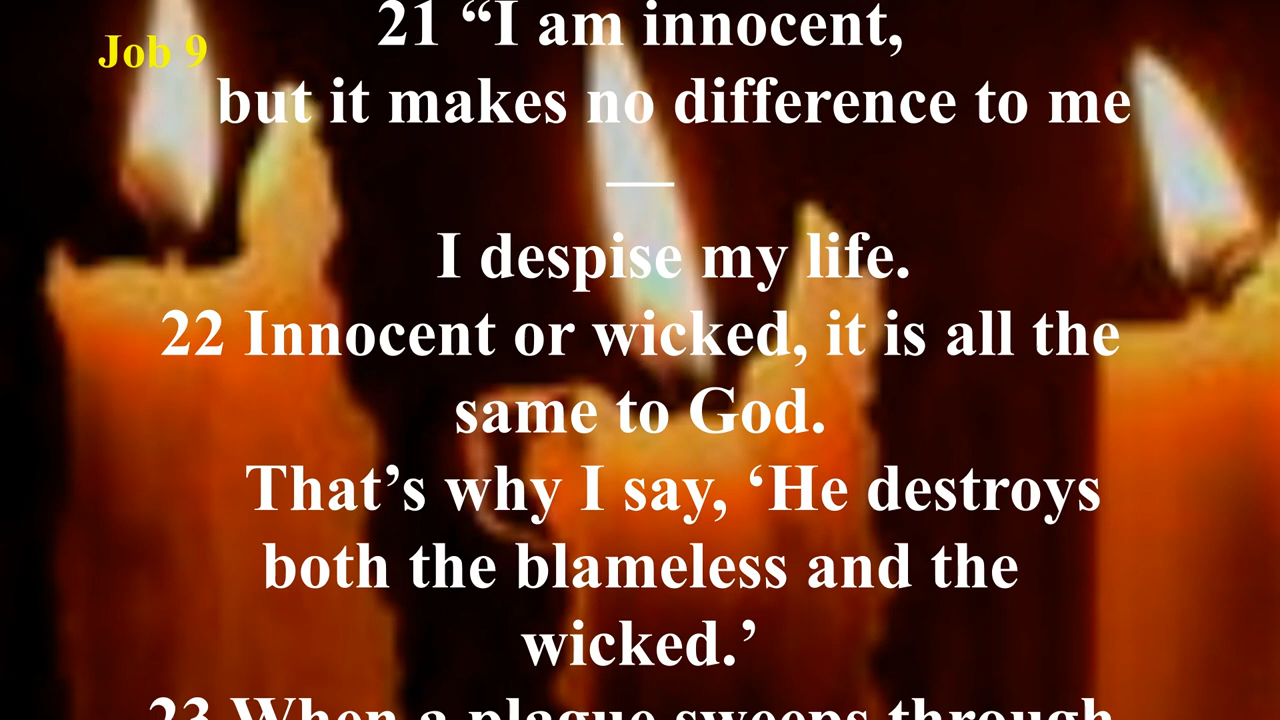 Job 9
21 “I am innocent,
but it makes no difference to me
—
I despise my life.
22 Innocent or wicked, it is all the
same to God.
That’s why I say, ‘He destroys
both the blameless and the
wicked.’
23 When a plague sweeps through